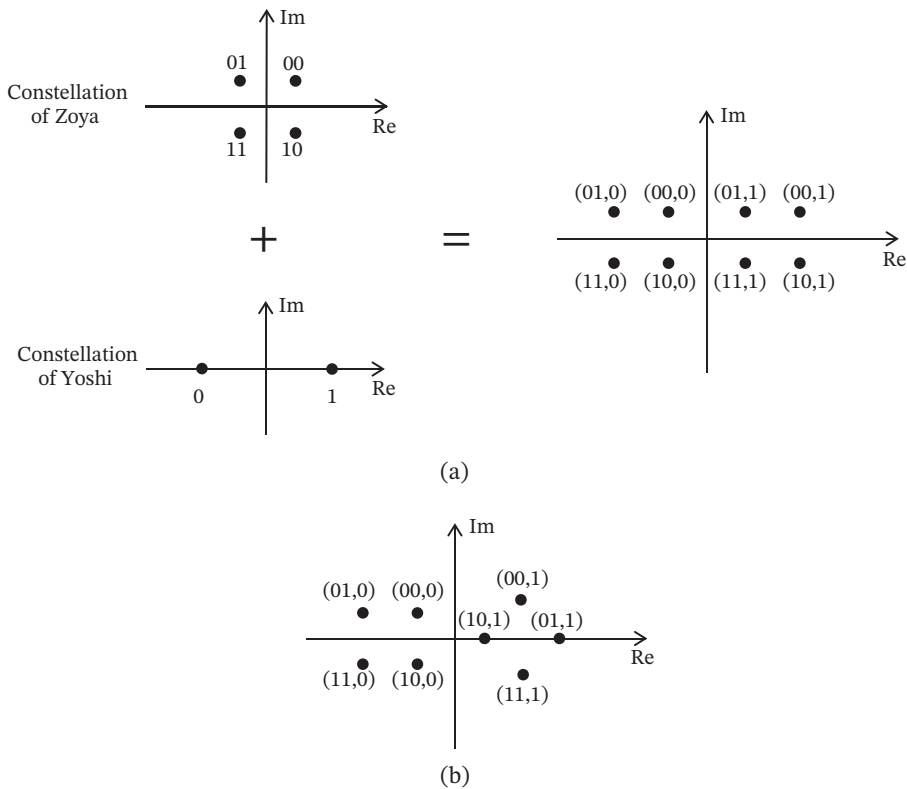 Im
01 00
Constellation
of Zoya
Re
11 10
Im
(01,0) (00,0) (01,1) (00,1)
+ =
Re
(11,0) (10,0) (11,1) (10,1)
Im
Constellation
of Yoshi
Re
0 1
(a)
Im
(00,1)
(01,0) (00,0)
(10,1) (01,1)
Re
(11,0) (10,0)
(11,1)
(b)